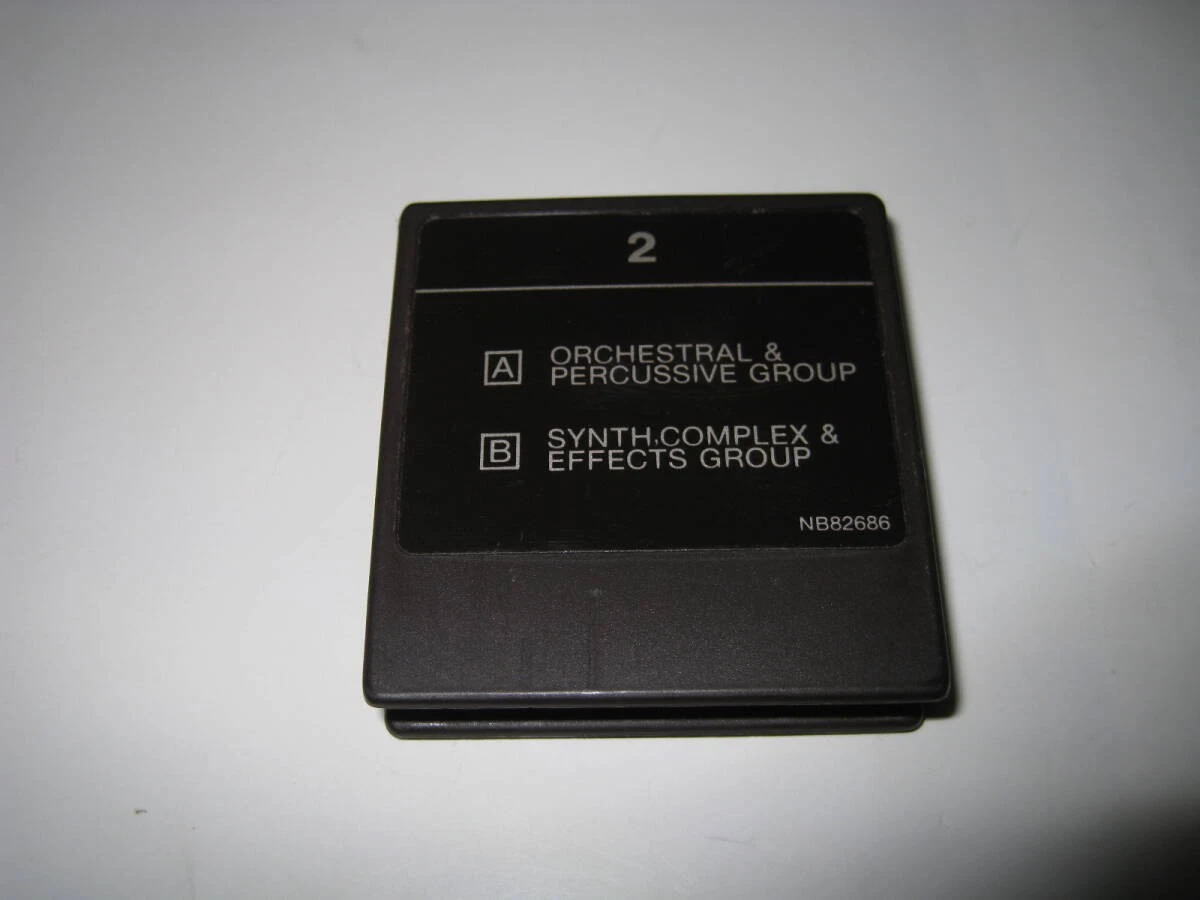 2
A ORCHESTRAL &
PERCUSSIVE GROUP
B SYNTH,COMPLEX &
EFFECTS GROUP
NB82686